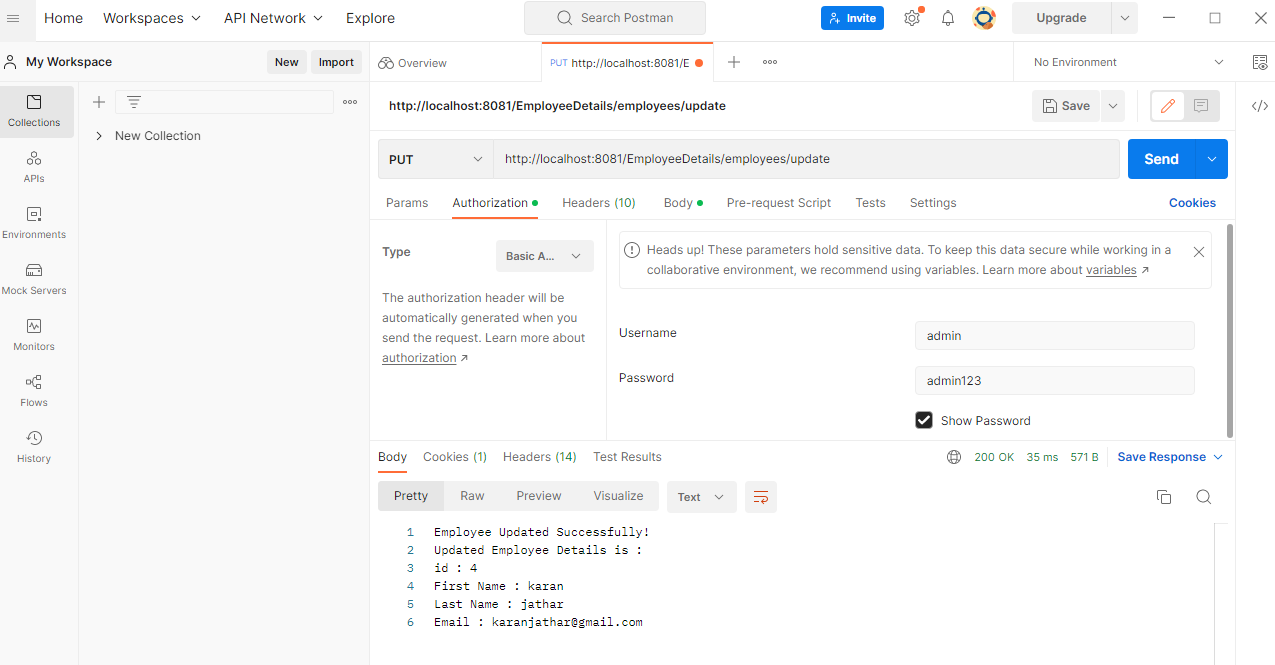 Home Workspaces API Network Explore Search Postman Invite Upgrade
My Workspace New Import Overview PUT http://localhost:8081/E No Environment
Collections
APIs
Environments
Mock Servers
Monitors
Flows
History
New Collection
http://localhost:8081/EmployeeDetails/employees/update Save
PUT http://localhost:8081/EmployeeDetails/employees/update Send
Params Authorization Headers (10) Body Pre-request Script Tests Settings Cookies
Type Basic A...
The authorization header will be
automatically generated when you
send the request. Learn more about
authorization ↗
Heads up! These parameters hold sensitive data. To keep this data secure while working in a
collaborative environment, we recommend using variables. Learn more about variables ↗
Username admin
Password admin123
Show Password
Body Cookies (1) Headers (14) Test Results 200 OK 35 ms 571 B Save Response
Pretty Raw Preview Visualize Text
1 Employee Updated Successfully!
2 Updated Employee Details is :
3 id : 4
4 First Name : karan
5 Last Name : jathar
6 Email : karanjathar@gmail.com